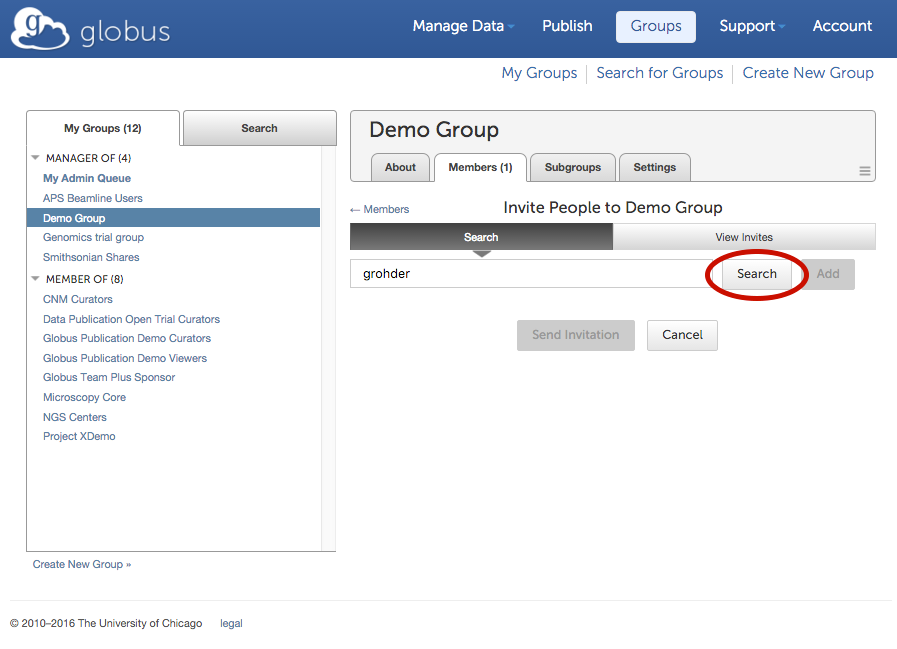 g globus
Manage Data Publish Groups Support Account
My Groups Search for Groups Create New Group
My Groups (12) Search
MANAGER OF (4)
My Admin Queue
APS Beamline Users
Demo Group
Genomics trial group
Smithsonian Shares
MEMBER OF (8)
CNM Curators
Data Publication Open Trial Curators
Globus Publication Demo Curators
Globus Publication Demo Viewers
Globus Team Plus Sponsor
Microscopy Core
NGS Centers
Project XDemo
Create New Group »
Demo Group
About Members (1) Subgroups Settings
← Members Invite People to Demo Group
Search View Invites
grohder Search Add
Send Invitation Cancel
© 2010–2016 The University of Chicago legal